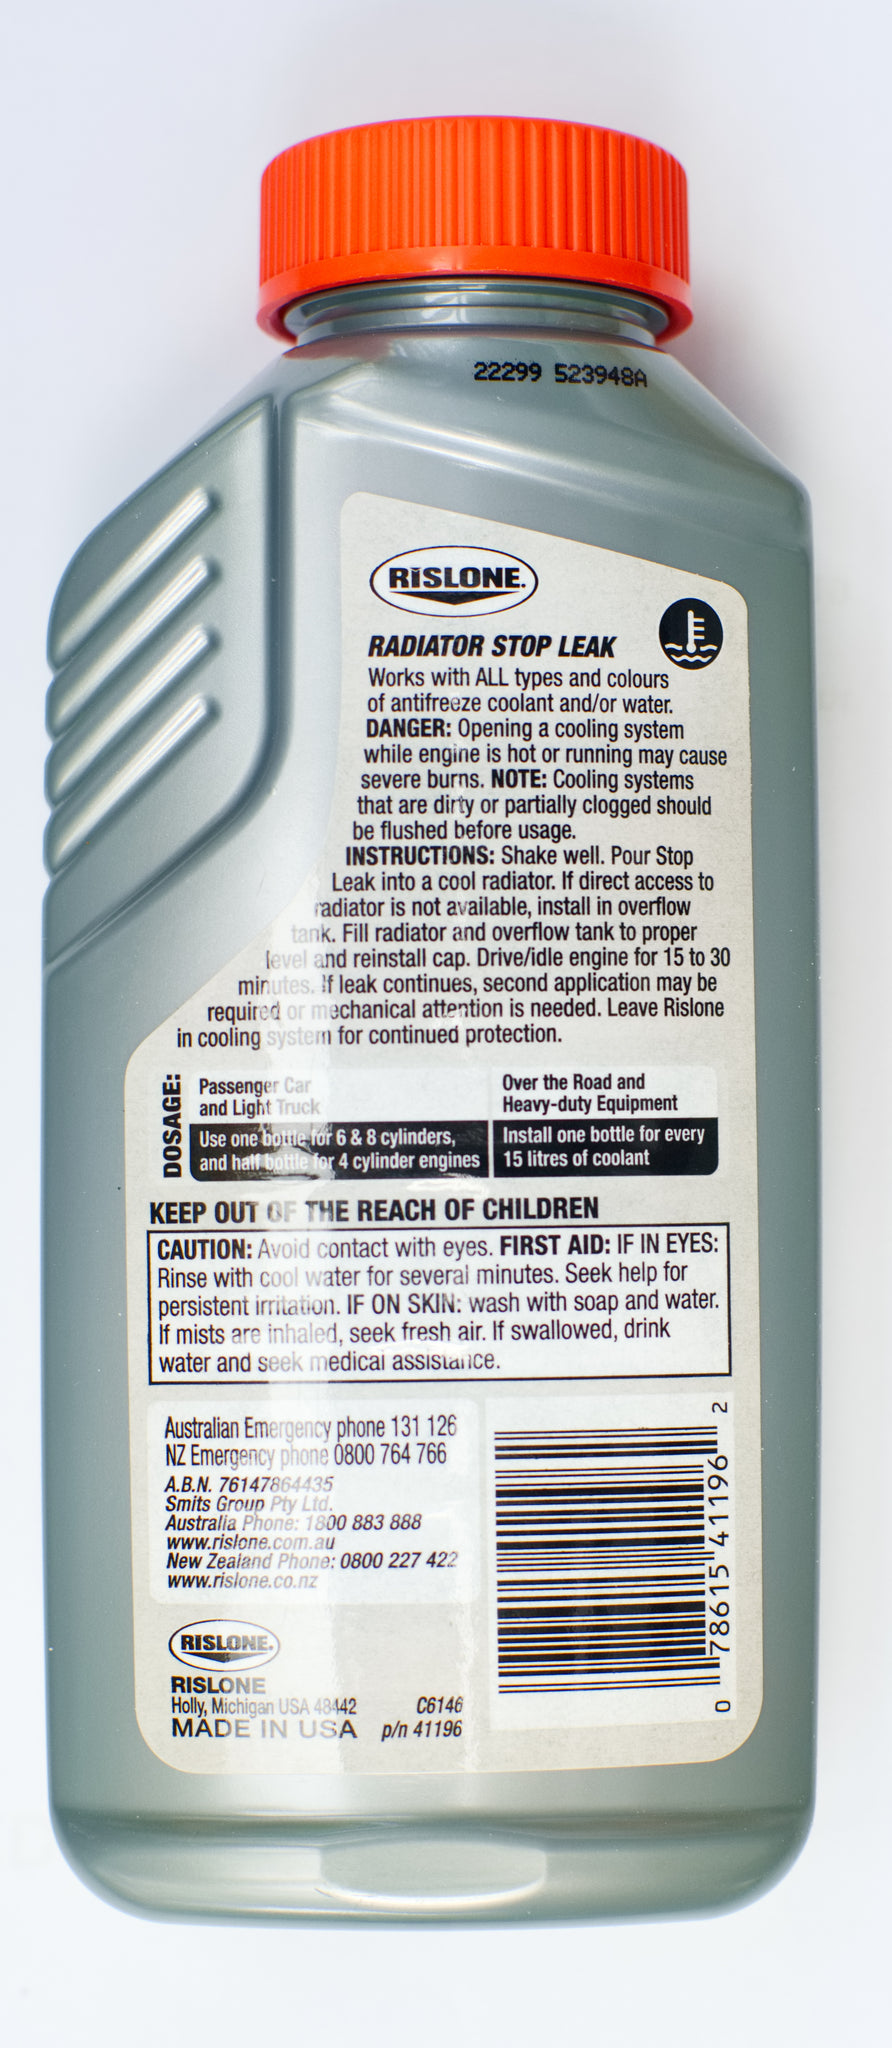 22299 523948A
RISLONE.
RADIATOR STOP LEAK
Works with ALL types and colours
of antifreeze coolant and/or water.
DANGER: Opening a cooling system
while engine is hot or running may cause
severe burns. NOTE: Cooling systems
that are dirty or partially clogged should
be flushed before usage.
INSTRUCTIONS: Shake well. Pour Stop
Leak into a cool radiator. If direct access to
radiator is not available, install in overflow
tank. Fill radiator and overflow tank to proper
level and reinstall cap. Drive/idle engine for 15 to 30
minutes. If leak continues, second application may be
required or mechanical attention is needed. Leave Rislone
in cooling system for continued protection.
DOSAGE:
Passenger Car
and Light Truck
Use one bottle for 6 & 8 cylinders,
and half bottle for 4 cylinder engines
Over the Road and
Heavy-duty Equipment
Install one bottle for every
15 litres of coolant
KEEP OUT OF THE REACH OF CHILDREN
CAUTION: Avoid contact with eyes. FIRST AID: IF IN EYES:
Rinse with cool water for several minutes. Seek help for
persistent irritation. IF ON SKIN: wash with soap and water.
If mists are inhaled, seek fresh air. If swallowed, drink
water and seek medical assistance.
Australian Emergency phone 131 126
NZ Emergency phone 0800 764 766
A.B.N. 76147864435
Smits Group Pty Ltd.
Australia Phone: 1800 883 888
www.rislone.com.au
New Zealand Phone: 0800 227 422
www.rislone.co.nz
0 78615 41196 2
RISLONE.
RISLONE
Holly, Michigan USA 48442 C6146
MADE IN USA p/n 41196